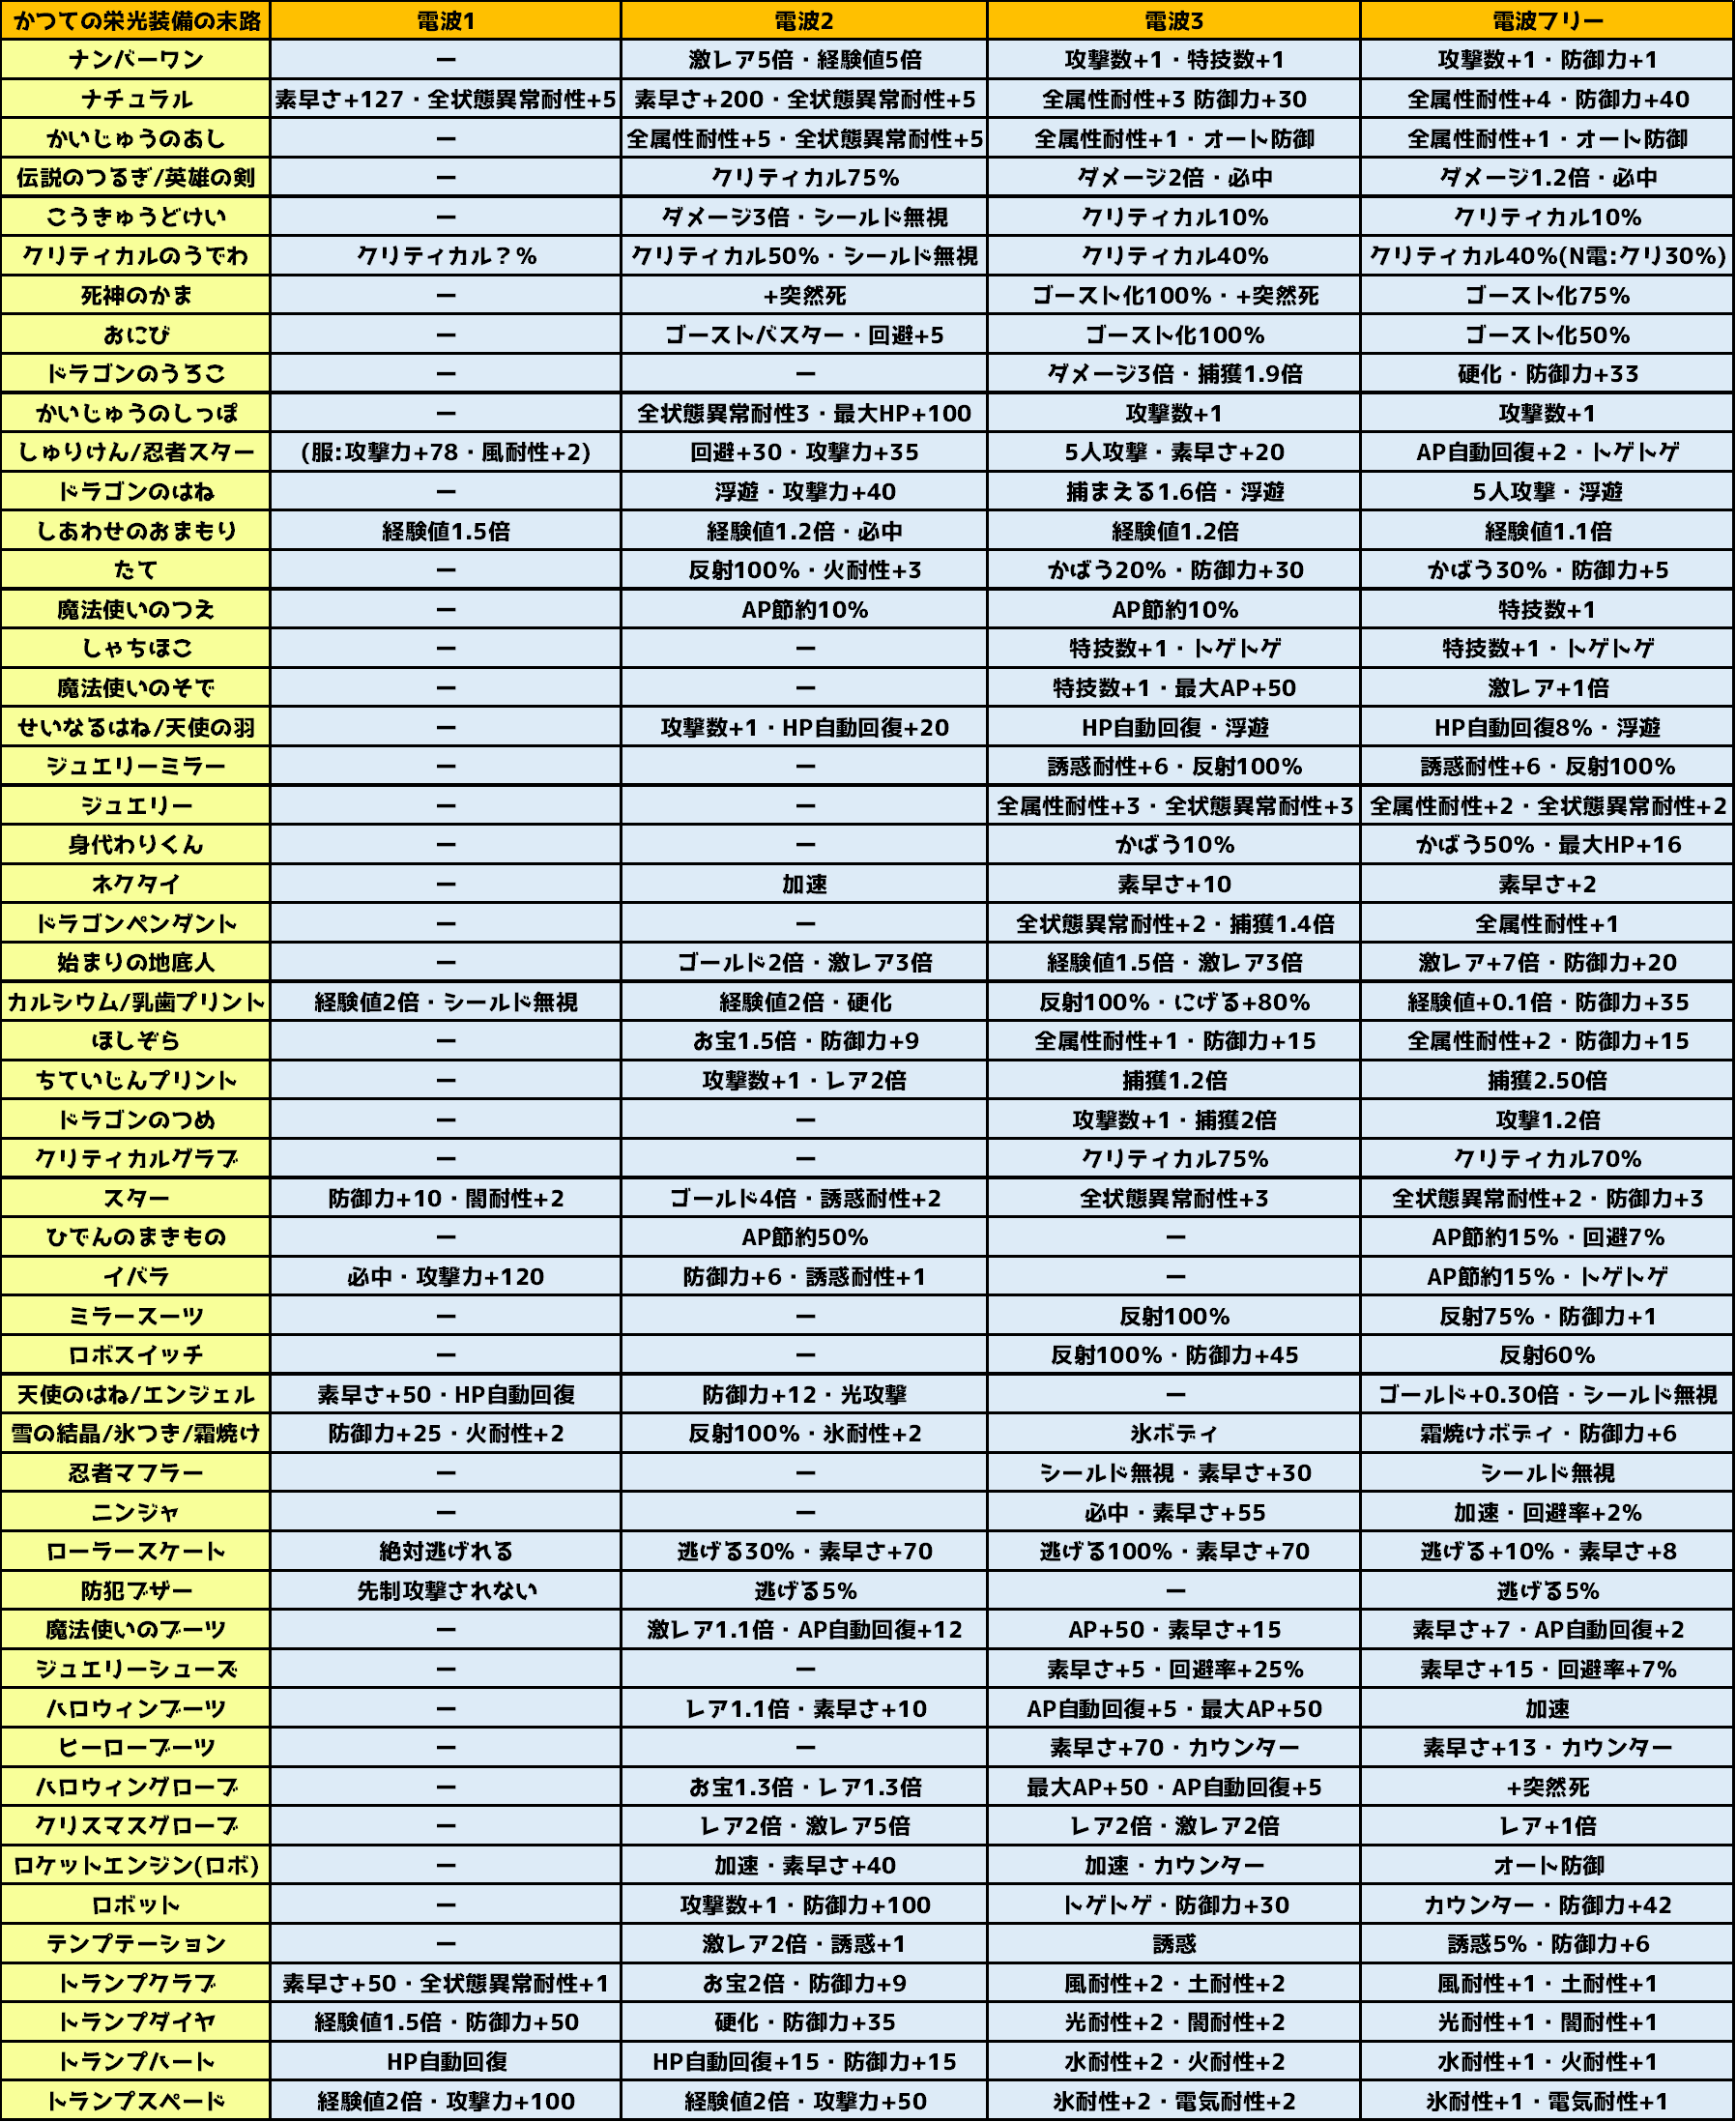 かつての栄光装備の末路 電波1 電波2 電波3 電波フリー
ナンバーワン ー 激レア5倍・経験値5倍 攻撃数+1・特技数+1 攻撃数+1・防御力+1
ナチュラル 素早さ+127・全状態異常耐性+5 素早さ+200・全状態異常耐性+5 全属性耐性+3 防御力+30 全属性耐性+4・防御力+40
かいじゅうのあし ー 全属性耐性+5・全状態異常耐性+5 全属性耐性+1・オート防御 全属性耐性+1・オート防御
伝説のつるぎ/英雄の剣 ー クリティカル75% ダメージ2倍・必中 ダメージ1.2倍・必中
こうきゅうどけい ー ダメージ3倍・シールド無視 クリティカル10% クリティカル10%
クリティカルのうでわ クリティカル？% クリティカル50%・シールド無視 クリティカル40% クリティカル40%(N電:クリ30%)
死神のかま ー +突然死 ゴースト化100%・+突然死 ゴースト化75%
おにび ー ゴーストバスター・回避+5 ゴースト化100% ゴースト化50%
ドラゴンのうろこ ー ー ダメージ3倍・捕獲1.9倍 硬化・防御力+33
かいじゅうのしっぽ ー 全状態異常耐性3・最大HP+100 攻撃数+1 攻撃数+1
しゅりけん/忍者スター (服:攻撃力+78・風耐性+2) 回避+30・攻撃力+35 5人攻撃・素早さ+20 AP自動回復+2・トゲトゲ
ドラゴンのはね ー 浮遊・攻撃力+40 捕まえる1.6倍・浮遊 5人攻撃・浮遊
しあわせのおまもり 経験値1.5倍 経験値1.2倍・必中 経験値1.2倍 経験値1.1倍
たて ー 反射100%・火耐性+3 かばう20%・防御力+30 かばう30%・防御力+5
魔法使いのつえ ー AP節約10% AP節約10% 特技数+1
しゃちほこ ー ー 特技数+1・トゲトゲ 特技数+1・トゲトゲ
魔法使いのそで ー ー 特技数+1・最大AP+50 激レア+1倍
せいなるはね/天使の羽 ー 攻撃数+1・HP自動回復+20 HP自動回復・浮遊 HP自動回復8%・浮遊
ジュエリーミラー ー ー 誘惑耐性+6・反射100% 誘惑耐性+6・反射100%
ジュエリー ー ー 全属性耐性+3・全状態異常耐性+3 全属性耐性+2・全状態異常耐性+2
身代わりくん ー ー かばう10% かばう50%・最大HP+16
ネクタイ ー 加速 素早さ+10 素早さ+2
ドラゴンペンダント ー ー 全状態異常耐性+2・捕獲1.4倍 全属性耐性+1
始まりの地底人 ー ゴールド2倍・激レア3倍 経験値1.5倍・激レア3倍 激レア+7倍・防御力+20
カルシウム/乳歯プリント 経験値2倍・シールド無視 経験値2倍・硬化 反射100%・にげる+80% 経験値+0.1倍・防御力+35
ほしぞら ー お宝1.5倍・防御力+9 全属性耐性+1・防御力+15 全属性耐性+2・防御力+15
ちていじんプリント ー 攻撃数+1・レア2倍 捕獲1.2倍 捕獲2.50倍
ドラゴンのつめ ー ー 攻撃数+1・捕獲2倍 攻撃1.2倍
クリティカルグラブ ー ー クリティカル75% クリティカル70%
スター 防御力+10・闇耐性+2 ゴールド4倍・誘惑耐性+2 全状態異常耐性+3 全状態異常耐性+2・防御力+3
ひでんのまきもの ー AP節約50% ー AP節約15%・回避7%
イバラ 必中・攻撃力+120 防御力+6・誘惑耐性+1 ー AP節約15%・トゲトゲ
ミラースーツ ー ー 反射100% 反射75%・防御力+1
ロボスイッチ ー ー 反射100%・防御力+45 反射60%
天使のはね/エンジェル 素早さ+50・HP自動回復 防御力+12・光攻撃 ー ゴールド+0.30倍・シールド無視
雪の結晶/氷つき/霜焼け 防御力+25・火耐性+2 反射100%・氷耐性+2 氷ボディ 霜焼けボディ・防御力+6
忍者マフラー ー ー シールド無視・素早さ+30 シールド無視
ニンジャ ー ー 必中・素早さ+55 加速・回避率+2%
ローラースケート 絶対逃げれる 逃げる30%・素早さ+70 逃げる100%・素早さ+70 逃げる+10%・素早さ+8
防犯ブザー 先制攻撃されない 逃げる5% ー 逃げる5%
魔法使いのブーツ ー 激レア1.1倍・AP自動回復+12 AP+50・素早さ+15 素早さ+7・AP自動回復+2
ジュエリーシューズ ー ー 素早さ+5・回避率+25% 素早さ+15・回避率+7%
ハロウィンブーツ ー レア1.1倍・素早さ+10 AP自動回復+5・最大AP+50 加速
ヒーローブーツ ー ー 素早さ+70・カウンター 素早さ+13・カウンター
ハロウィングローブ ー お宝1.3倍・レア1.3倍 最大AP+50・AP自動回復+5 +突然死
クリスマスグローブ ー レア2倍・激レア5倍 レア2倍・激レア2倍 レア+1倍
ロケットエンジン(ロボ) ー 加速・素早さ+40 加速・カウンター オート防御
ロボット ー 攻撃数+1・防御力+100 トゲトゲ・防御力+30 カウンター・防御力+42
テンプテーション ー 激レア2倍・誘惑+1 誘惑 誘惑5%・防御力+6
トランプクラブ 素早さ+50・全状態異常耐性+1 お宝2倍・防御力+9 風耐性+2・土耐性+2 風耐性+1・土耐性+1
トランプダイヤ 経験値1.5倍・防御力+50 硬化・防御力+35 光耐性+2・闇耐性+2 光耐性+1・闇耐性+1
トランプハート HP自動回復 HP自動回復+15・防御力+15 水耐性+2・火耐性+2 水耐性+1・火耐性+1
トランプスペード 経験値2倍・攻撃力+100 経験値2倍・攻撃力+50 氷耐性+2・電気耐性+2 氷耐性+1・電気耐性+1